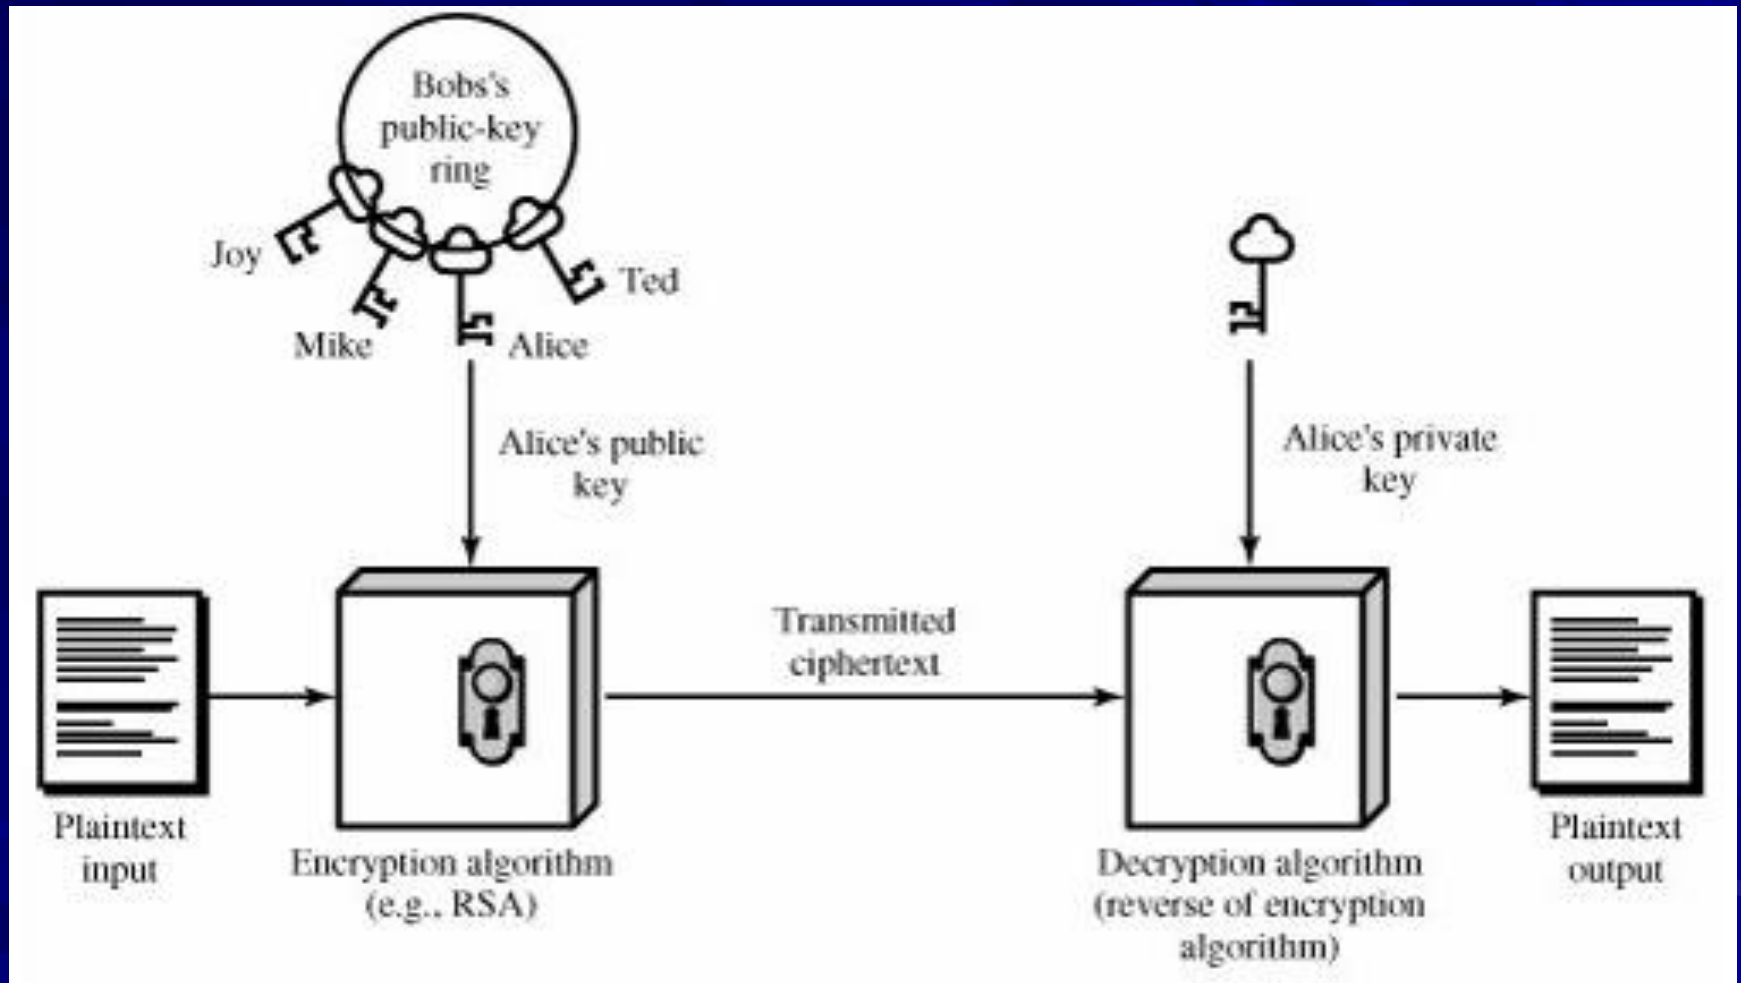 Bobs's
public-key
ring
Joy
Ted
Mike
Alice
Alice's public
key
Alice's private
key
Transmitted
ciphertext
Plaintext
input
Encryption algorithm
(e.g., RSA)
Decryption algorithm
(reverse of encryption
algorithm)
Plaintext
output